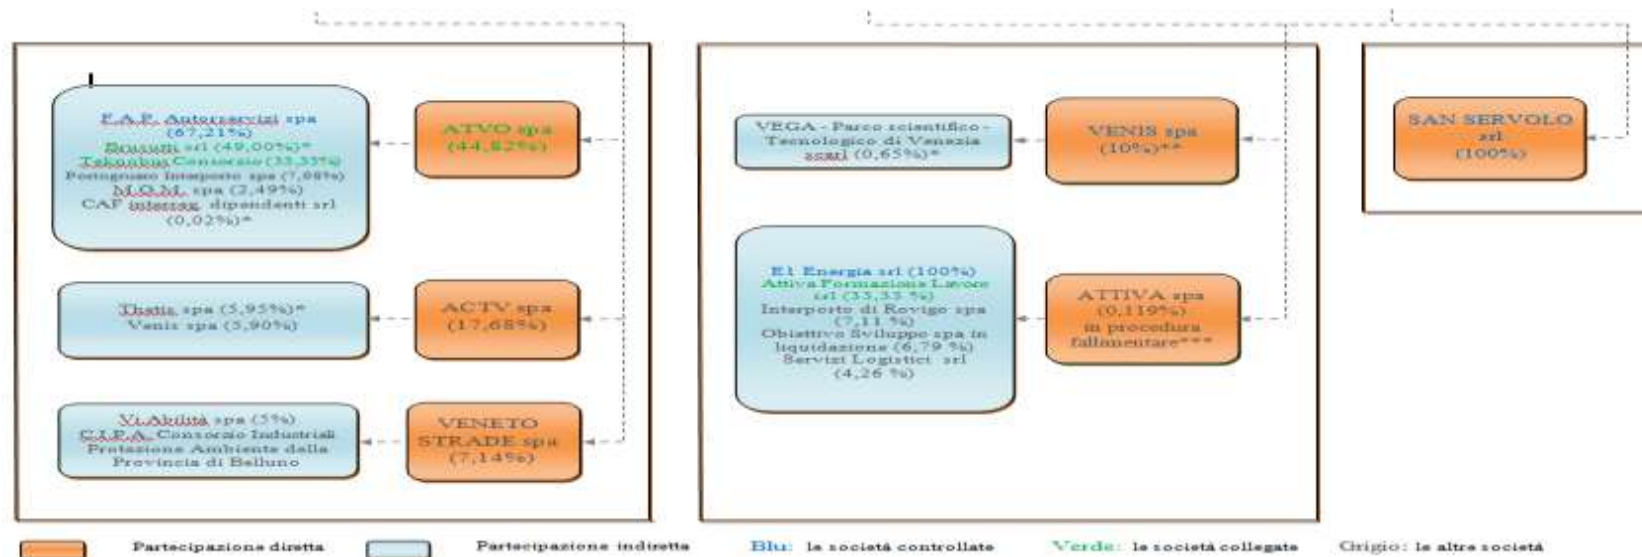 F.A.P. Autoservizi spa
(67,21%)
Brusutti srl (49,00%)*
Teknobus Consorzio (33,33%)
Portogruaro Interporto spa (7,08%)
M.O.M. spa (2,49%)
CAF interreg. dipendenti srl
(0,02%)*
ATVO spa
(44,82%)
Thetis spa (5,95%)*
Venis spa (5,90%)
ACTV spa
(17,68%)
Vi.Abilità spa (5%)
C.I.P.A. Consorzio Industriali
Protezione Ambiente della
Provincia di Belluno
VENETO
STRADE spa
(7,14%)
VEGA - Parco scientifico -
Tecnologico di Venezia
scarl (0,65%)*
VENIS spa
(10%)**
E1 Energia srl (100%)
Attiva Formazione Lavoro
srl (33,33 %)
Interporto di Rovigo spa
(7,11 %)
Obiettivo Sviluppo spa in
liquidazione (6,79 %)
Servizi Logistici srl
(4,26 %)
ATTIVA spa
(0,119%)
in procedura
fallimentare***
SAN SERVOLO
srl
(100%)
Partecipazione diretta
Partecipazione indiretta
Blu: le società controllate
Verde: le società collegate
Grigio: le altre società